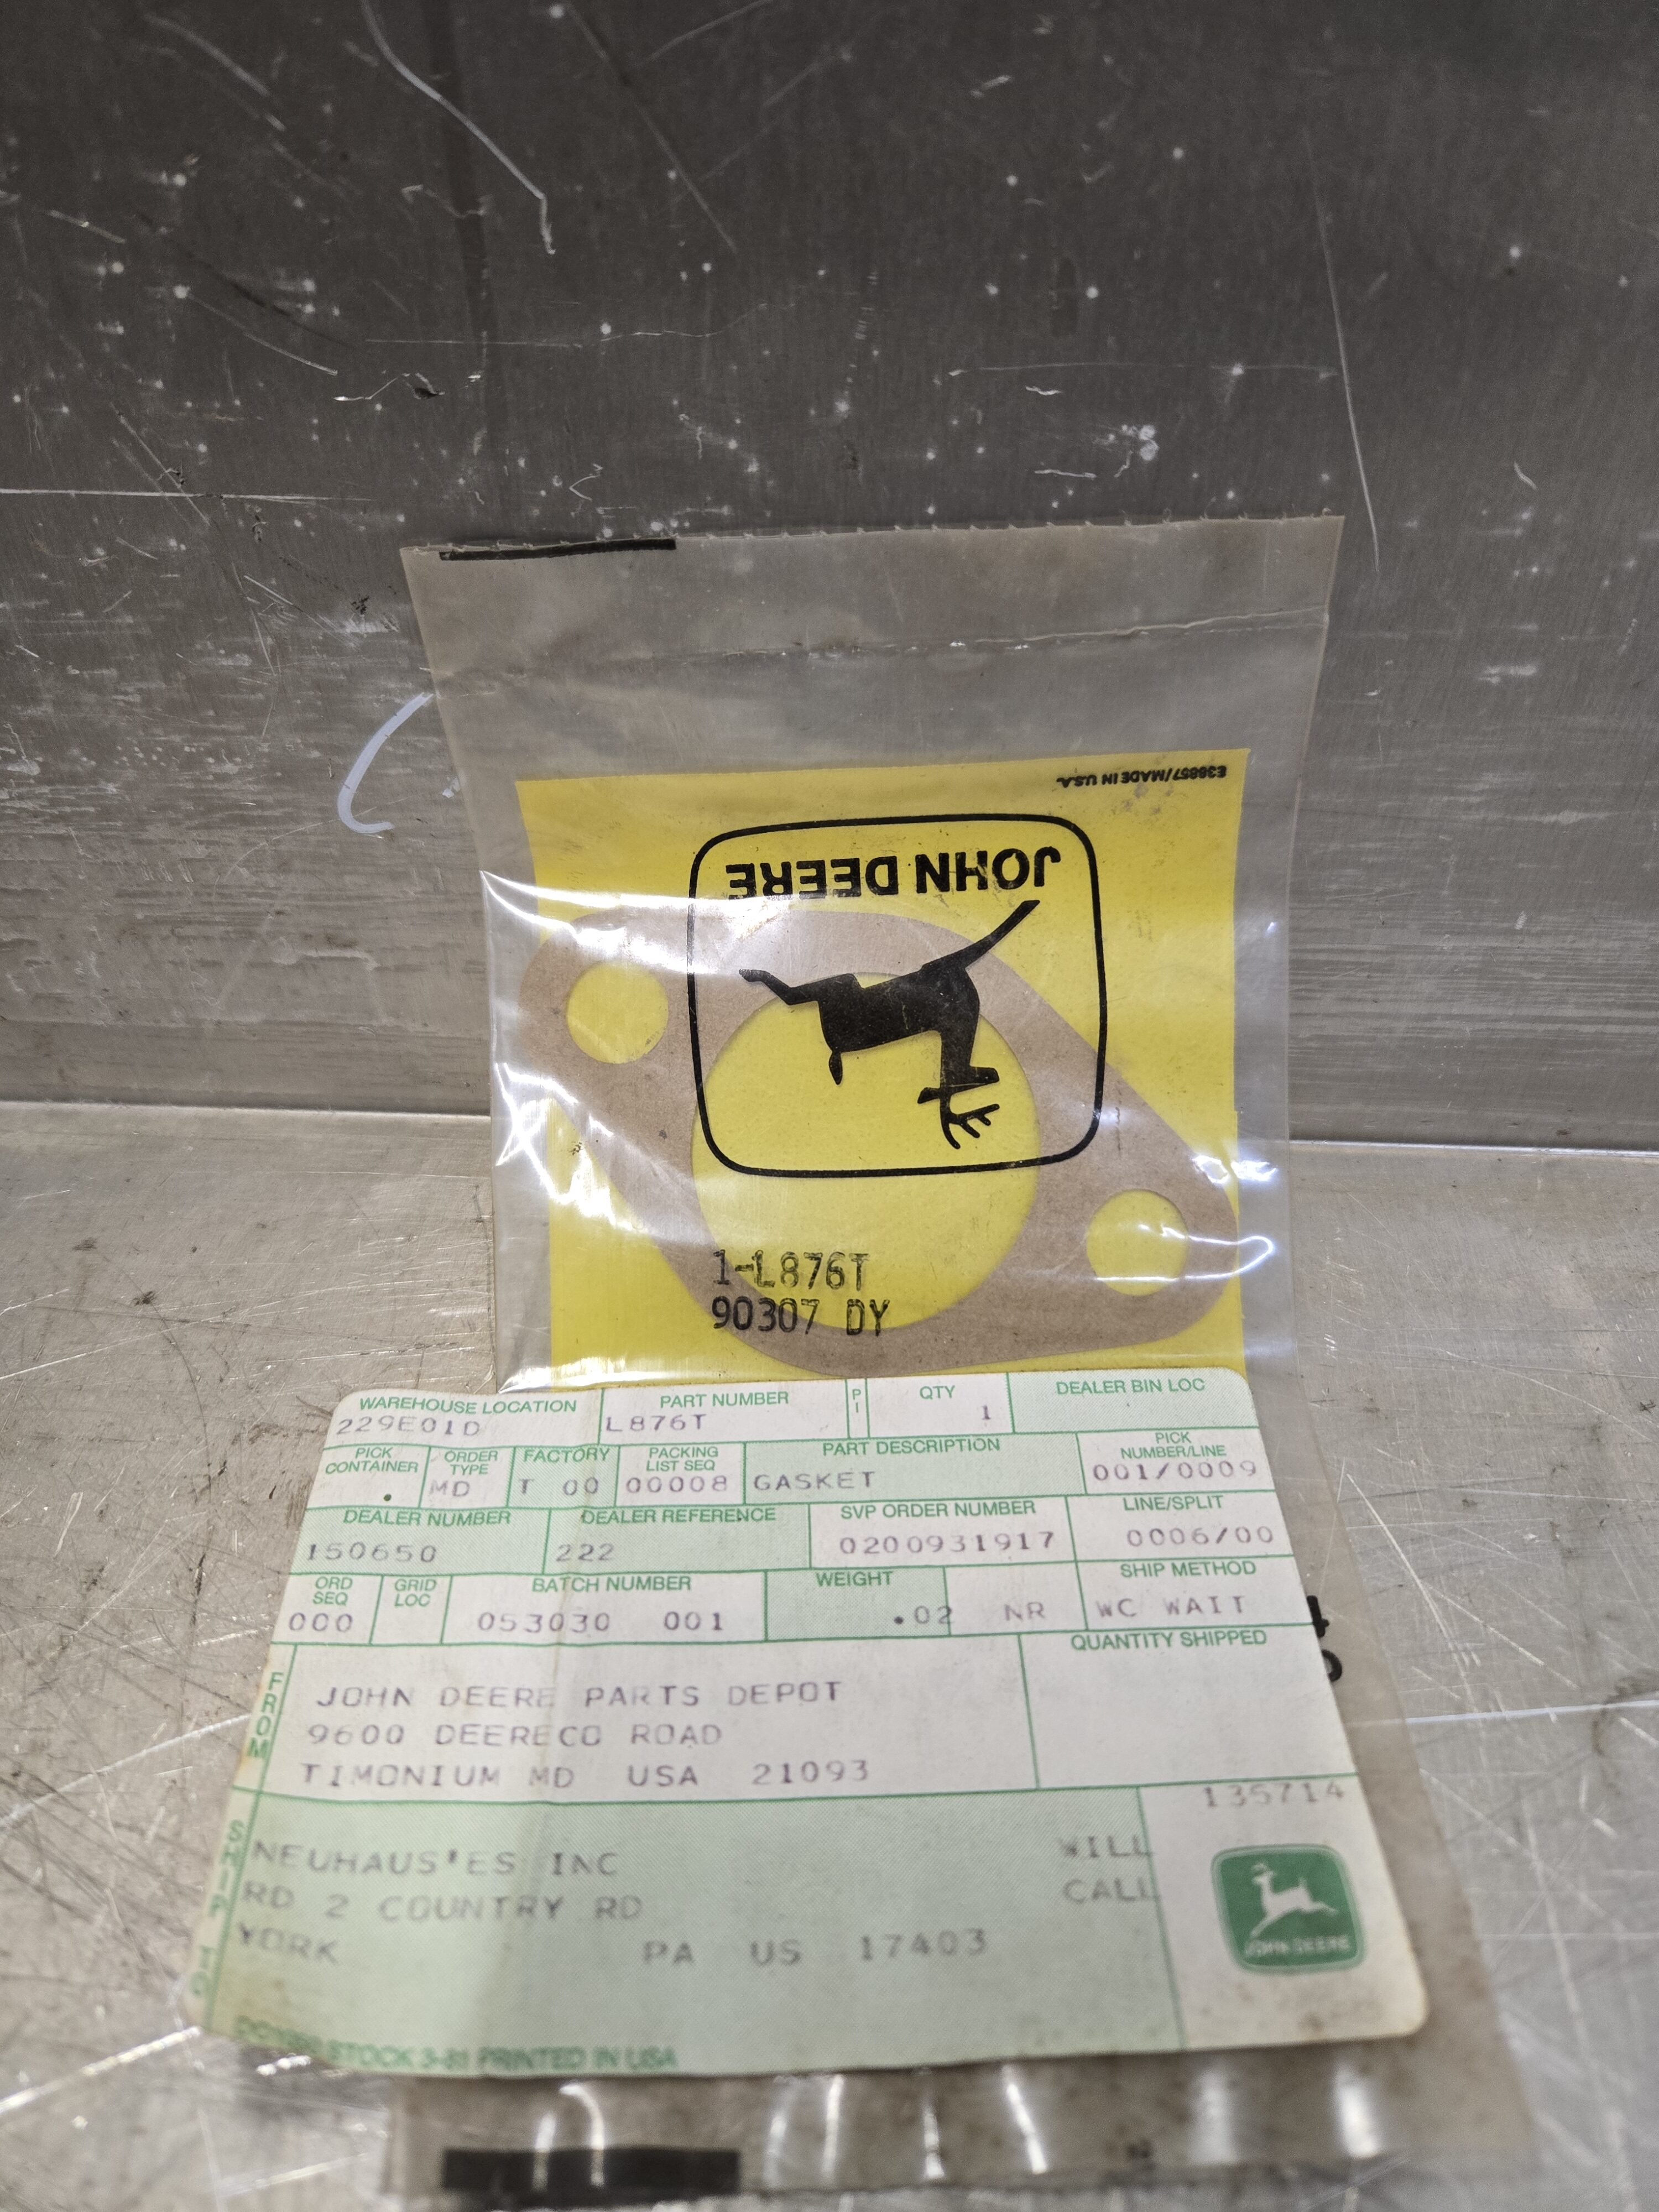 E36857/MADE IN U.S.A.
JOHN DEERE
1-L876T
90307 DY
WAREHOUSE LOCATION PART NUMBER PI QTY DEALER BIN LOC
229E01D L876T 1
PICK CONTAINER ORDER TYPE FACTORY PACKING LIST SEQ PART DESCRIPTION PICK NUMBER/LINE
MD T 00 00008 GASKET 001/0009
DEALER NUMBER DEALER REFERENCE SVP ORDER NUMBER LINE/SPLIT
150650 222 0200931917 0006/00
ORD SEQ GRID LOC BATCH NUMBER WEIGHT SHIP METHOD
000 053030 001 .02 NR WC WAIT
QUANTITY SHIPPED
FROM
JOHN DEERE PARTS DEPOT
9600 DEERECO ROAD
TIMONIUM MD USA 21093
135714
SHIP TO
NEUHAUS'ES INC WILL
RD 2 COUNTRY RD CALL
YORK PA US 17403
JOHN DEERE
STOCK 3-81 PRINTED IN USA